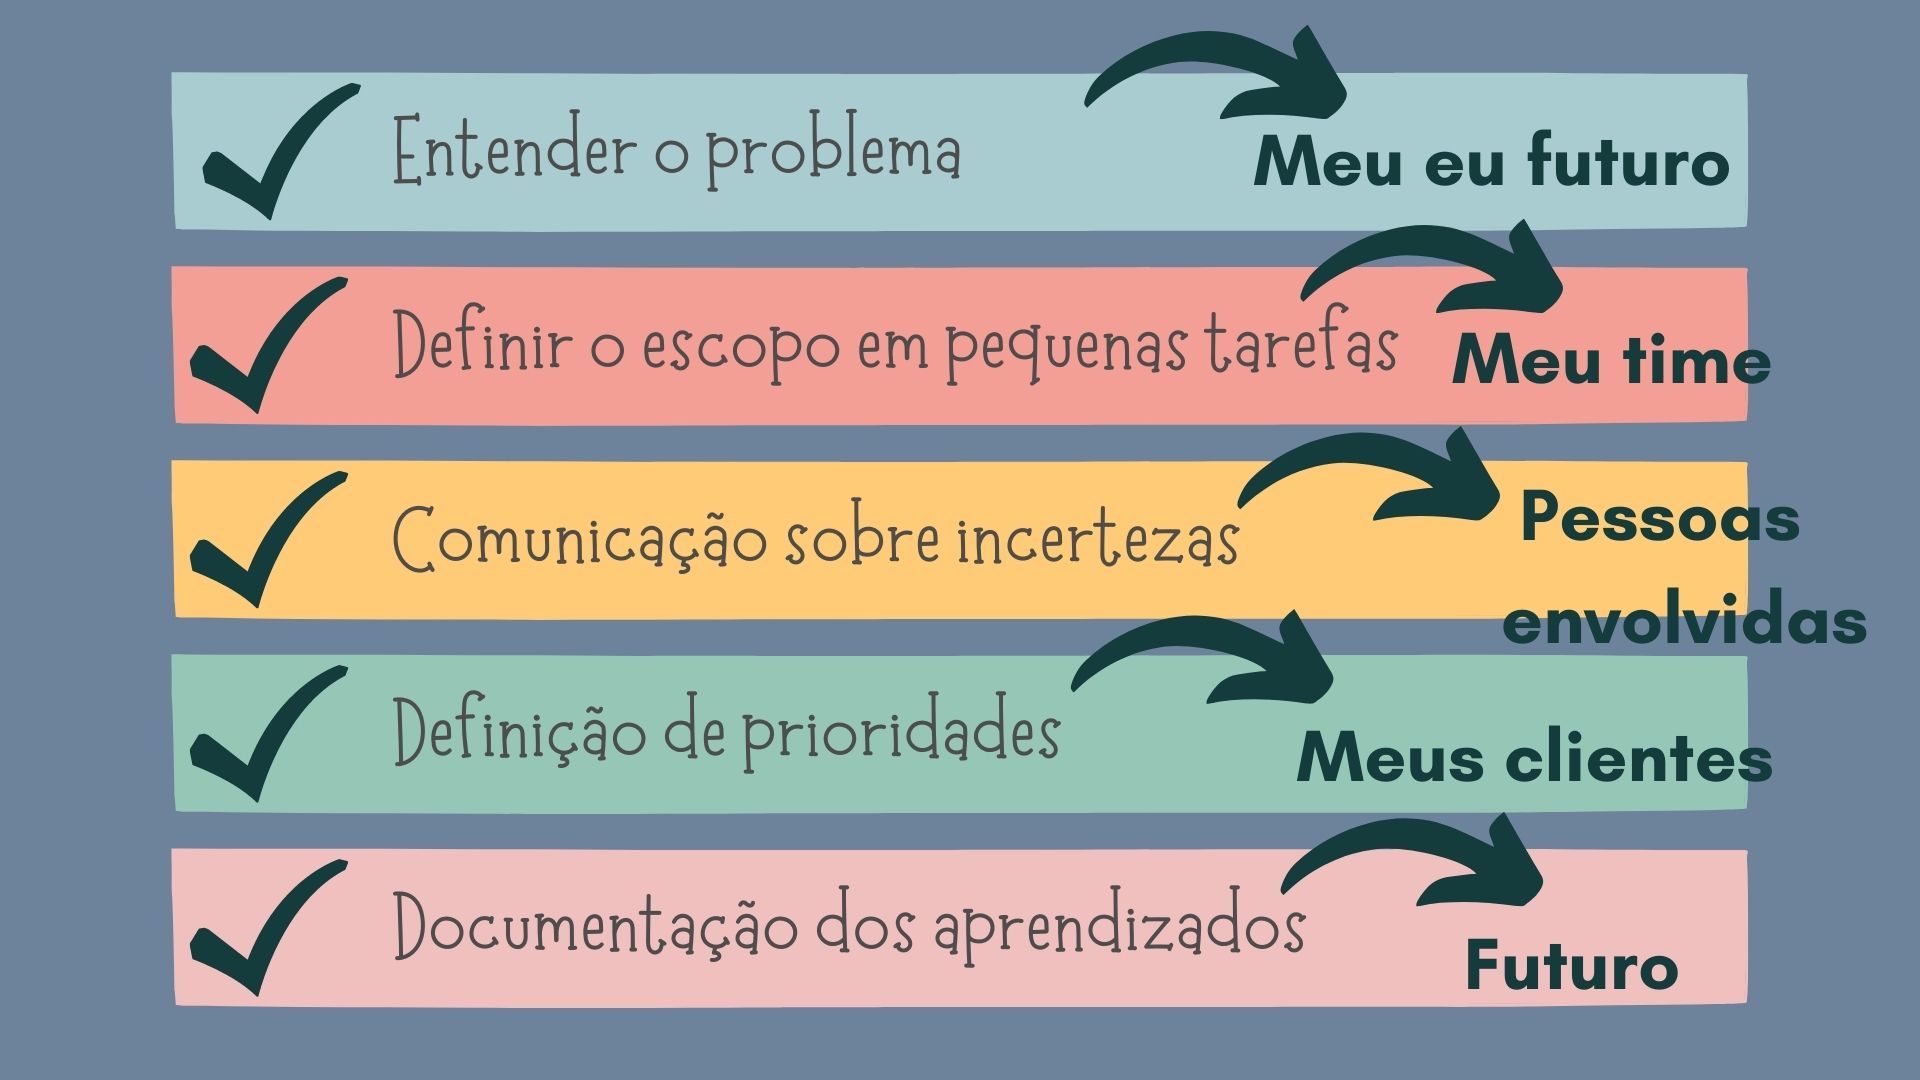 Entender o problema
Meu eu futuro
Definir o escopo em pequenas tarefas
Meu time
Comunicação sobre incertezas
Pessoas
envolvidas
Definição de prioridades
Meus clientes
Documentação dos aprendizados
Futuro